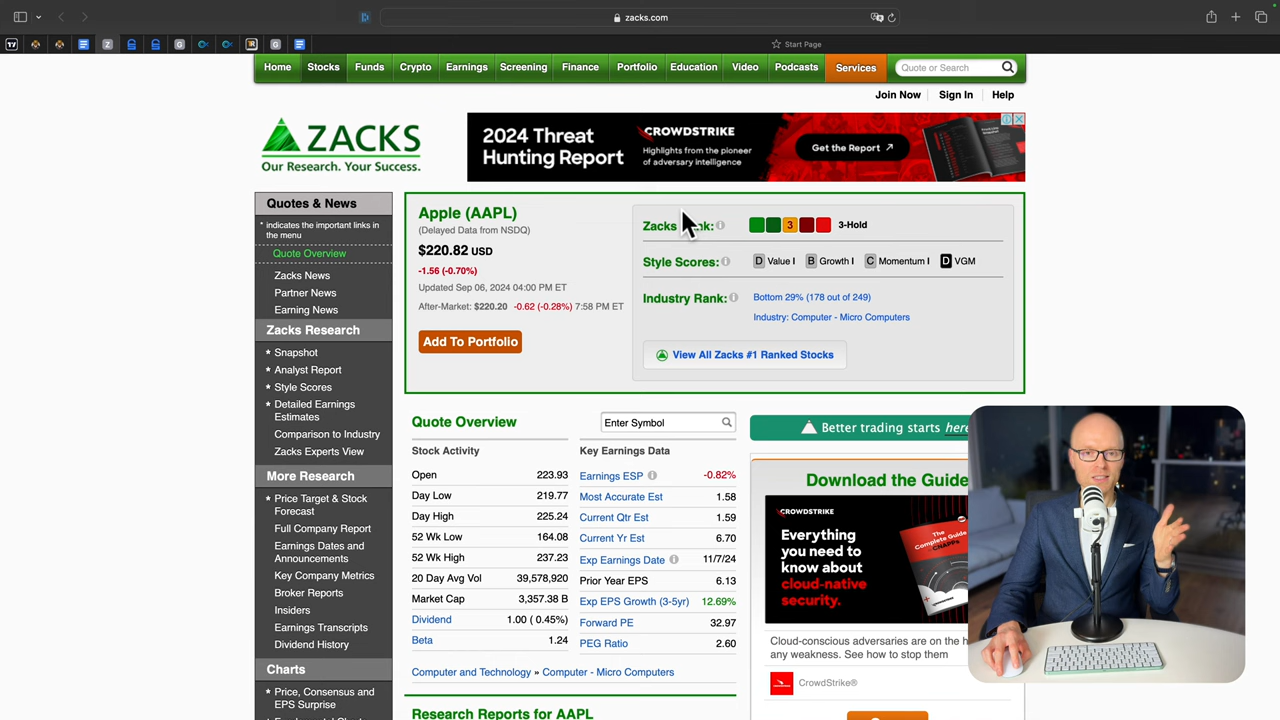 zacks.com
Start Page
Home Stocks Funds Crypto Earnings Screening Finance Portfolio Education Video Podcasts Services Quote or Search
Join Now Sign In Help
ZACKS
Our Research. Your Success.
2024 Threat
Hunting Report
CROWDSTRIKE
Highlights from the pioneer
of adversary intelligence
Get the Report
Quotes & News
* indicates the important links in
the menu
Quote Overview
Zacks News
Partner News
Earning News
Zacks Research
* Snapshot
* Analyst Report
* Style Scores
* Detailed Earnings
Estimates
Comparison to Industry
Zacks Experts View
More Research
* Price Target & Stock
Forecast
Full Company Report
Earnings Dates and
Announcements
Key Company Metrics
Broker Reports
Insiders
Earnings Transcripts
Dividend History
Charts
* Price, Consensus and
EPS Surprise
Apple (AAPL)
(Delayed Data from NSDQ)
$220.82 USD
-1.56 (-0.70%)
Updated Sep 06, 2024 04:00 PM ET
After-Market: $220.20 -0.62 (-0.28%) 7:58 PM ET
Add To Portfolio
Zacks 3 3-Hold
Style Scores: D Value I B Growth I C Momentum I D VGM
Industry Rank: Bottom 29% (178 out of 249)
Industry: Computer - Micro Computers
View All Zacks #1 Ranked Stocks
Quote Overview
Enter Symbol
Stock Activity
Open 223.93
Day Low 219.77
Day High 225.24
52 Wk Low 164.08
52 Wk High 237.23
20 Day Avg Vol 39,578,920
Market Cap 3,357.38 B
Dividend 1.00 ( 0.45%)
Beta 1.24
Key Earnings Data
Earnings ESP -0.82%
Most Accurate Est 1.58
Current Qtr Est 1.59
Current Yr Est 6.70
Exp Earnings Date 11/7/24
Prior Year EPS 6.13
Exp EPS Growth (3-5yr) 12.69%
Forward PE 32.97
PEG Ratio 2.60
Computer and Technology » Computer - Micro Computers
Research Reports for AAPL
Better trading starts here
Download the Guide
CROWDSTRIKE
Everything
you need to
know about
cloud-native
security.
The Complete Guide
CNAPPs
Cloud-conscious adversaries are on the
any weakness. See how to stop them
CrowdStrike®